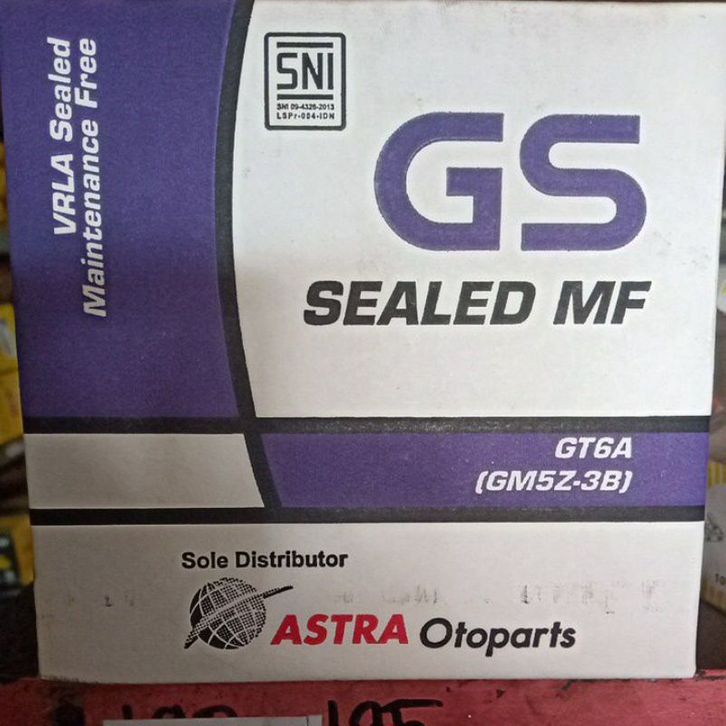 VRLA Sealed
Maintenance Free
SNI
SNI 09-4326-2013
LSPr-004-IDN
GS
SEALED MF
GT6A
(GM5Z-3B)
Sole Distributor
ASTRA Otoparts
195